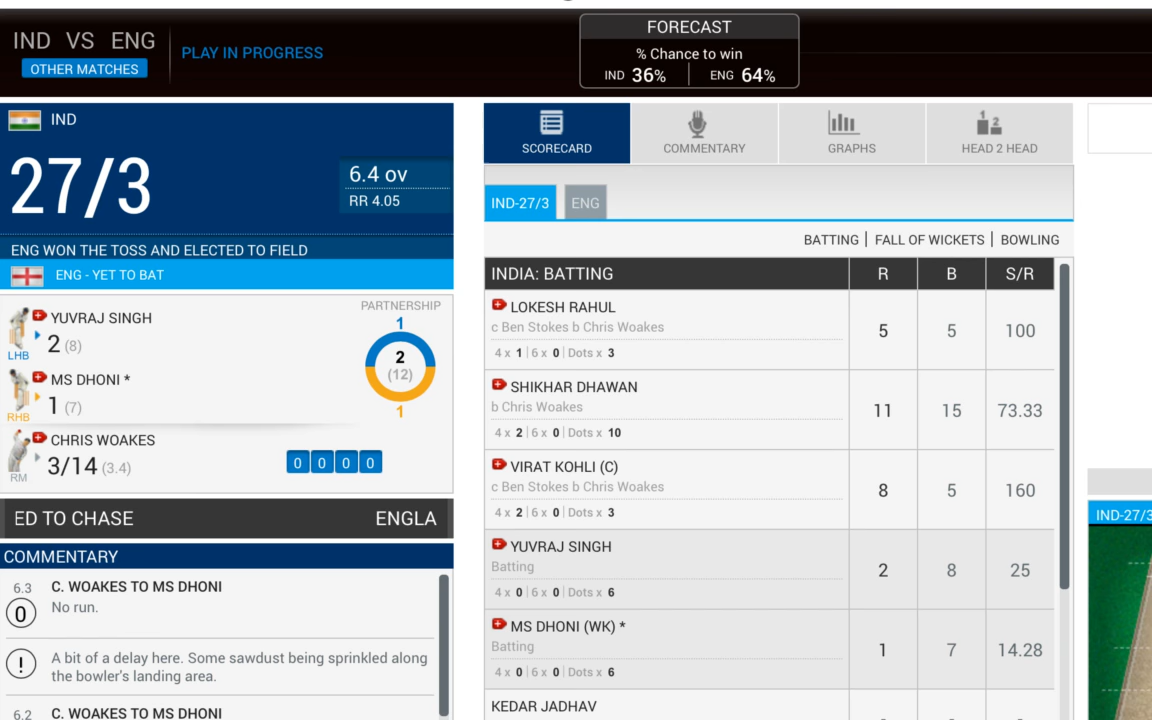 IND VS ENG
OTHER MATCHES
PLAY IN PROGRESS
FORECAST
% Chance to win
IND 36% ENG 64%
IND
27/3
6.4 ov
RR 4.05
ENG WON THE TOSS AND ELECTED TO FIELD
ENG - YET TO BAT
PARTNERSHIP
YUVRAJ SINGH
2 (8)
LHB
MS DHONI *
1 (7)
RHB
1
2
(12)
1
CHRIS WOAKES
3/14 (3.4)
RM
0 0 0 0
ED TO CHASE ENGLA
COMMENTARY
6.3 C. WOAKES TO MS DHONI
0 No run.
! A bit of a delay here. Some sawdust being sprinkled along
the bowler's landing area.
6.2 C. WOAKES TO MS DHONI
SCORECARD
COMMENTARY
GRAPHS
1 2
HEAD 2 HEAD
IND-27/3 ENG
BATTING | FALL OF WICKETS | BOWLING
INDIA: BATTING R B S/R
LOKESH RAHUL
c Ben Stokes b Chris Woakes 5 5 100
4 x 1 | 6 x 0 | Dots x 3
SHIKHAR DHAWAN
b Chris Woakes 11 15 73.33
4 x 2 | 6 x 0 | Dots x 10
VIRAT KOHLI (C)
c Ben Stokes b Chris Woakes 8 5 160
4 x 2 | 6 x 0 | Dots x 3
YUVRAJ SINGH
Batting 2 8 25
4 x 0 | 6 x 0 | Dots x 6
MS DHONI (WK) *
Batting 1 7 14.28
4 x 0 | 6 x 0 | Dots x 6
KEDAR JADHAV
IND-27/3